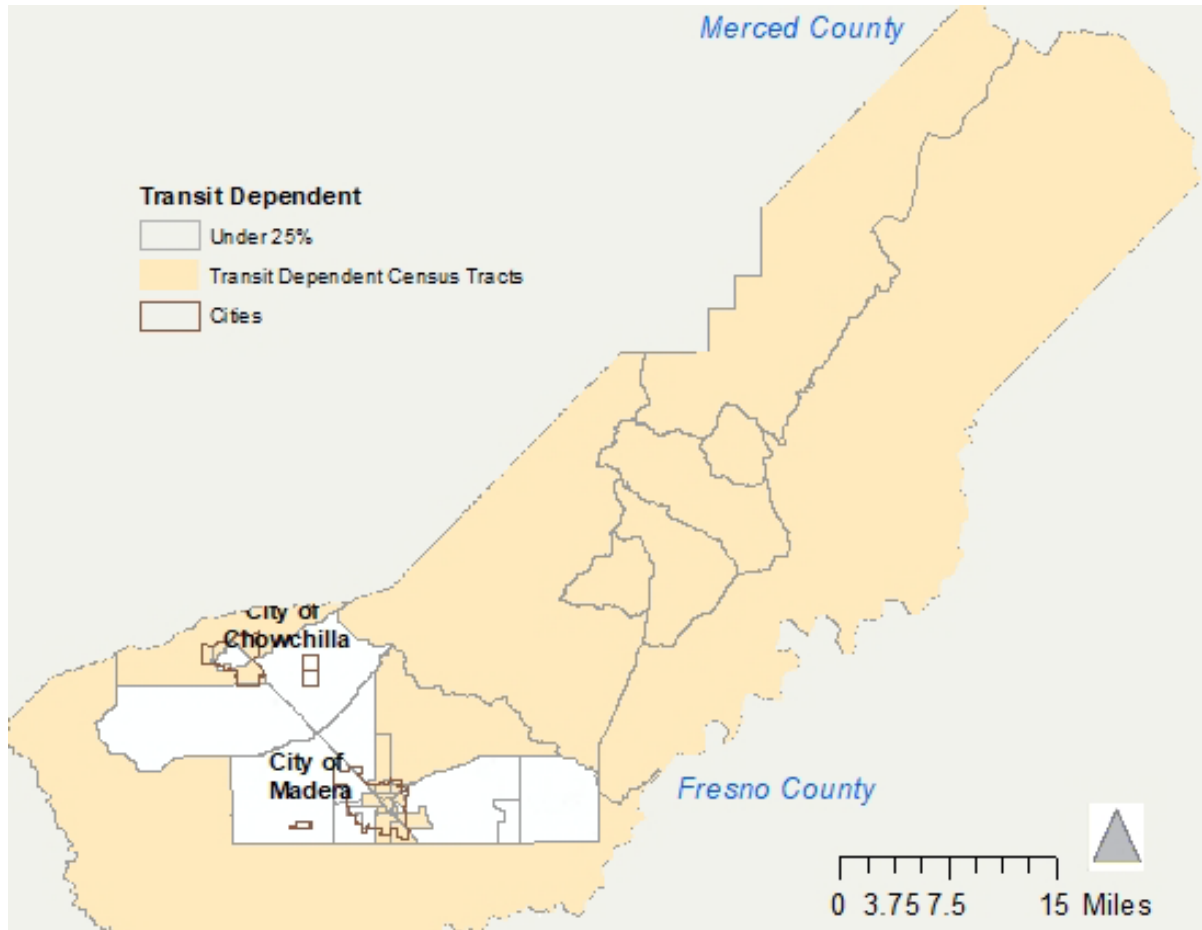 Merced County
Transit Dependent
Under 25%
Transit Dependent Census Tracts
Cities
City of
Chowchilla
City of
Madera
Fresno County
0 3.75 7.5 15 Miles